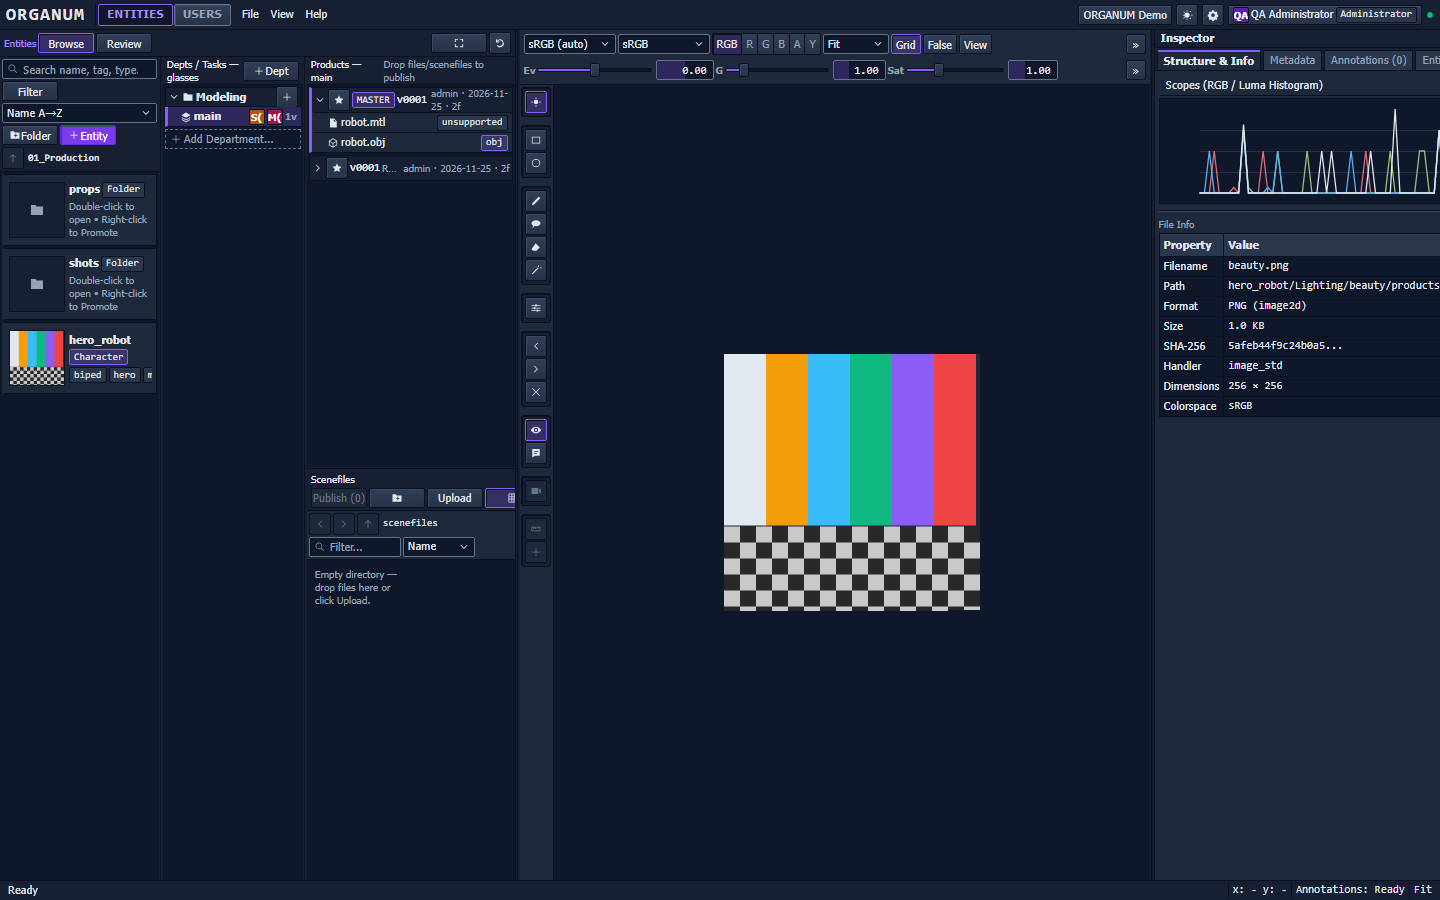 ORGANUM ENTITIES USERS File View Help ORGANUM Demo QA QA Administrator Administrator
Entities Browse Review
Search name, tag, type.
Filter
Name A→Z
Folder + Entity
01_Production
props Folder
Double-click to
open • Right-click
to Promote
shots Folder
Double-click to
open • Right-click
to Promote
hero_robot
Character
biped hero
Depts / Tasks —
glasses
+ Dept
Modeling
main S( M( 1v
+ Add Department...
Products —
main
Drop files/scenefiles to
publish
MASTER v0001 admin · 2026-11-
25 · 2f
robot.mtl unsupported
robot.obj obj
v0001 R... admin · 2026-11-25 · 2f
Scenefiles
Publish (0) Upload
scenefiles
Filter... Name
Empty directory —
drop files here or
click Upload.
sRGB (auto) sRGB RGB R G B A Y Fit Grid False View »
Ev 0.00 G 1.00 Sat 1.00 »
Inspector
Structure & Info Metadata Annotations (0) Enti
Scopes (RGB / Luma Histogram)
File Info
Property Value
Filename beauty.png
Path hero_robot/Lighting/beauty/products
Format PNG (image2d)
Size 1.0 KB
SHA-256 5afeb44f9c24b0a5...
Handler image_std
Dimensions 256 × 256
Colorspace sRGB
Ready x: - y: - Annotations: Ready Fit